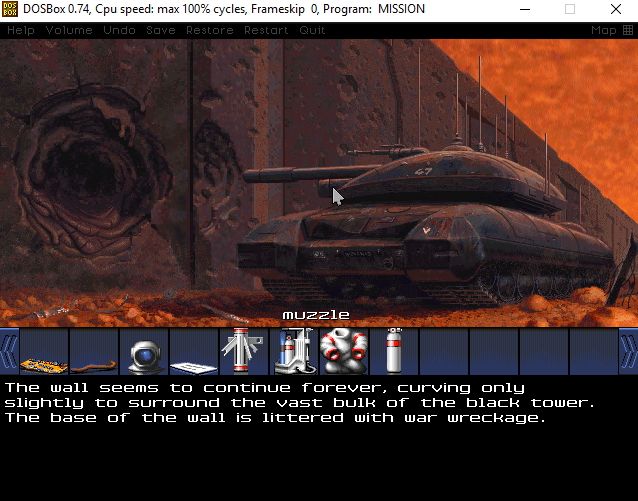 DOSBox 0.74, Cpu speed: max 100% cycles, Frameskip 0, Program: MISSION
Help Volume Undo Save Restore Restart Quit Map
47
muzzle
The wall seems to continue forever, curving only
slightly to surround the vast bulk of the black tower.
The base of the wall is littered with war wreckage.